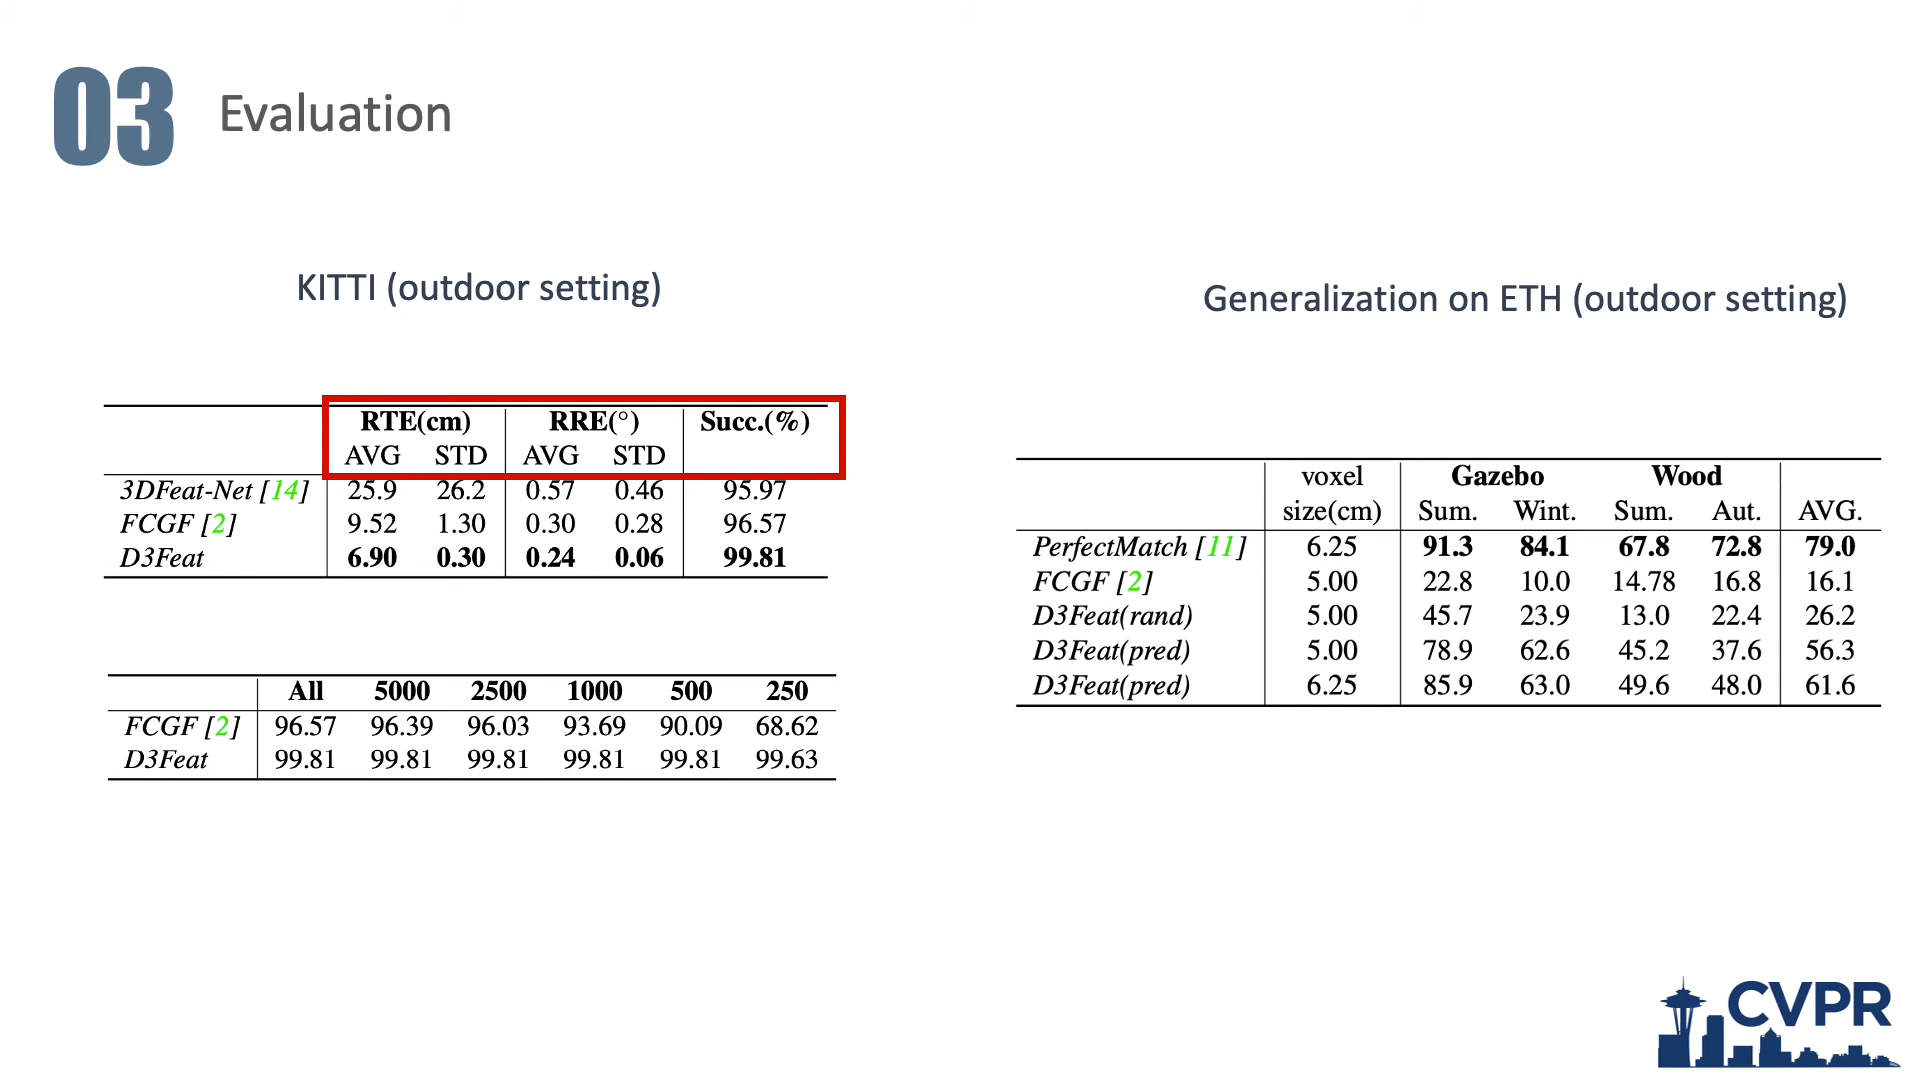 03 Evaluation
KITTI (outdoor setting)
RTE(cm) RRE(°) Succ.(%)
AVG STD AVG STD
3DFeat-Net [14] 25.9 26.2 0.57 0.46 95.97
FCGF [2] 9.52 1.30 0.30 0.28 96.57
D3Feat 6.90 0.30 0.24 0.06 99.81
All 5000 2500 1000 500 250
FCGF [2] 96.57 96.39 96.03 93.69 90.09 68.62
D3Feat 99.81 99.81 99.81 99.81 99.81 99.63
Generalization on ETH (outdoor setting)
voxel Gazebo Wood
size(cm) Sum. Wint. Sum. Aut. AVG.
PerfectMatch [11] 6.25 91.3 84.1 67.8 72.8 79.0
FCGF [2] 5.00 22.8 10.0 14.78 16.8 16.1
D3Feat(rand) 5.00 45.7 23.9 13.0 22.4 26.2
D3Feat(pred) 5.00 78.9 62.6 45.2 37.6 56.3
D3Feat(pred) 6.25 85.9 63.0 49.6 48.0 61.6
CVPR